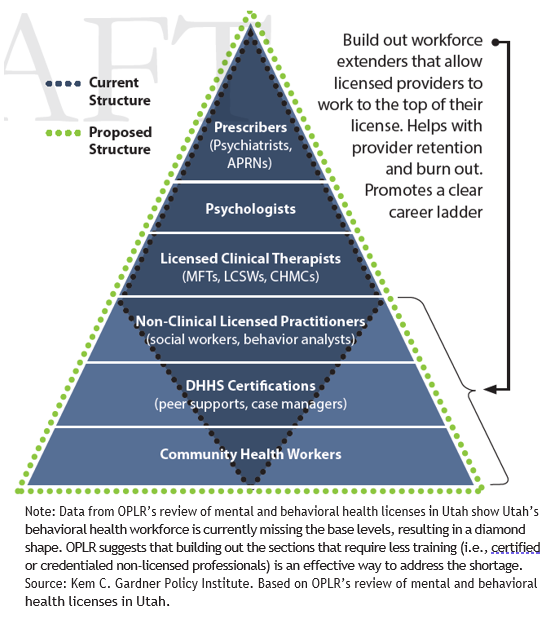 AFT
Current
Structure
Proposed
Structure
Build out workforce
extenders that allow
licensed providers to
work to the top of their
license. Helps with
provider retention
and burn out.
Promotes a clear
career ladder
Prescribers
(Psychiatrists,
APRNs)
Psychologists
Licensed Clinical Therapists
(MFTs, LCSWs, CHMCs)
Non-Clinical Licensed Practitioners
(social workers, behavior analysts)
DHHS Certifications
(peer supports, case managers)
Community Health Workers
Note: Data from OPLR’s review of mental and behavioral health licenses in Utah show Utah’s
behavioral health workforce is currently missing the base levels, resulting in a diamond
shape. OPLR suggests that building out the sections that require less training (i.e., certified
or credentialed non-licensed professionals) is an effective way to address the shortage.
Source: Kem C. Gardner Policy Institute. Based on OPLR’s review of mental and behavioral
health licenses in Utah.